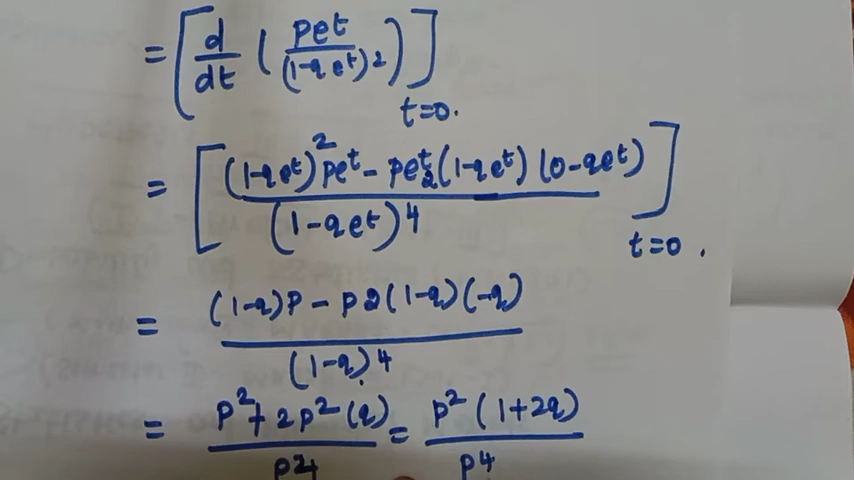 = [d/dt (pe^t/(1-qe^t)^2)]_{t=0.}
= [((1-qe^t)^2 pe^t - pe^t 2(1-qe^t)(0-qe^t))/(1-qe^t)^4]_{t=0.}
= ((1-q)p - p2(1-q)(-q))/(1-q)^4
= (p^2+2p^2(q))/p^4 = (p^2(1+2q))/p^4